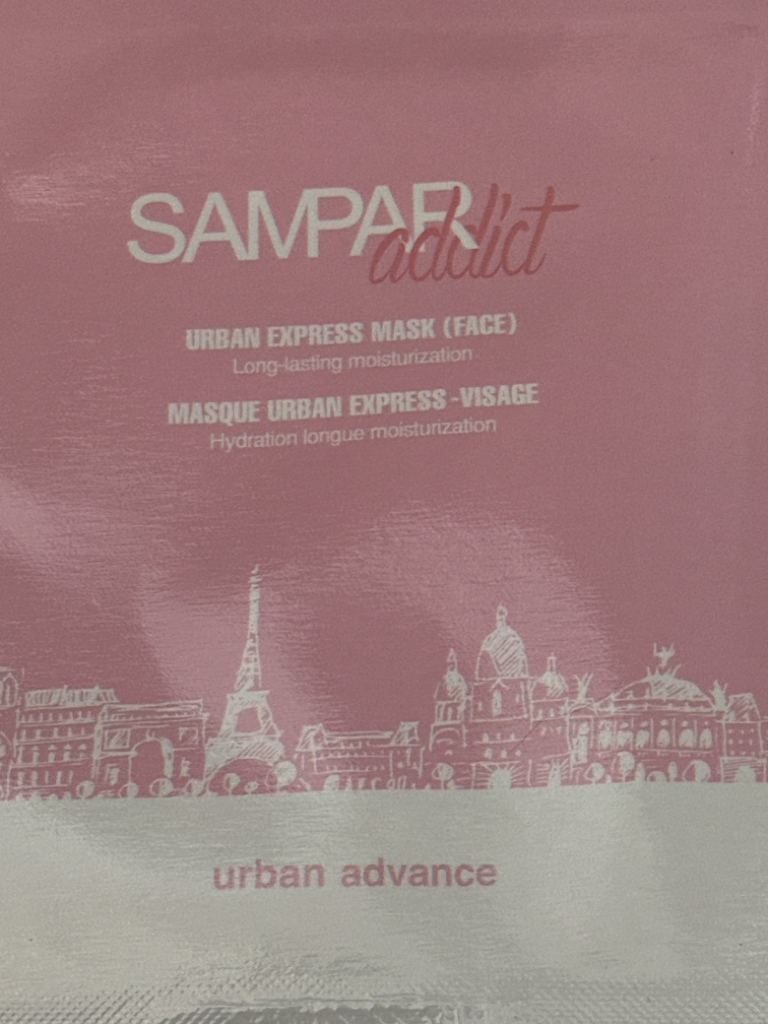 SAMPAR addict
URBAN EXPRESS MASK (FACE)
Long-lasting moisturization
MASQUE URBAN EXPRESS-VISAGE
Hydration longue moisturization
urban advance